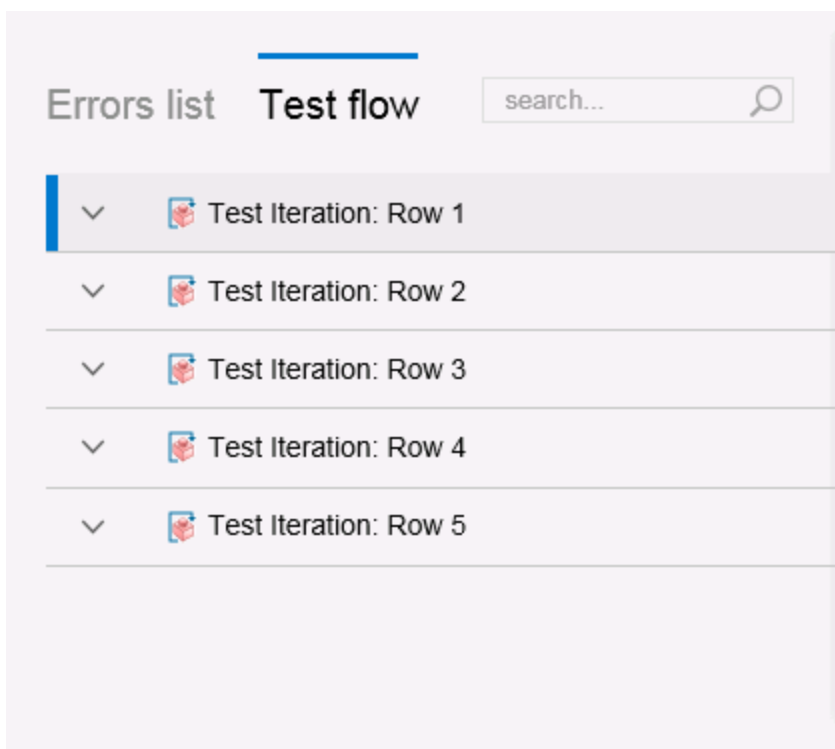 Errors list Test flow search...
Test Iteration: Row 1
Test Iteration: Row 2
Test Iteration: Row 3
Test Iteration: Row 4
Test Iteration: Row 5